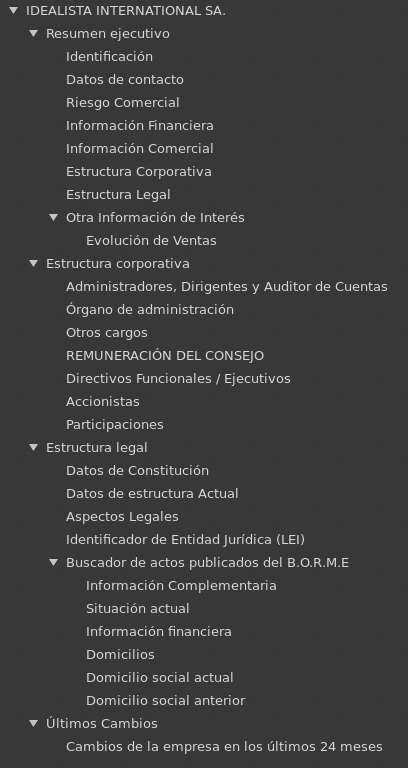 IDEALISTA INTERNATIONAL SA.
Resumen ejecutivo
Identificación
Datos de contacto
Riesgo Comercial
Información Financiera
Información Comercial
Estructura Corporativa
Estructura Legal
Otra Información de Interés
Evolución de Ventas
Estructura corporativa
Administradores, Dirigentes y Auditor de Cuentas
Órgano de administración
Otros cargos
REMUNERACIÓN DEL CONSEJO
Directivos Funcionales / Ejecutivos
Accionistas
Participaciones
Estructura legal
Datos de Constitución
Datos de estructura Actual
Aspectos Legales
Identificador de Entidad Jurídica (LEI)
Buscador de actos publicados del B.O.R.M.E
Información Complementaria
Situación actual
Información financiera
Domicilios
Domicilio social actual
Domicilio social anterior
Últimos Cambios
Cambios de la empresa en los últimos 24 meses